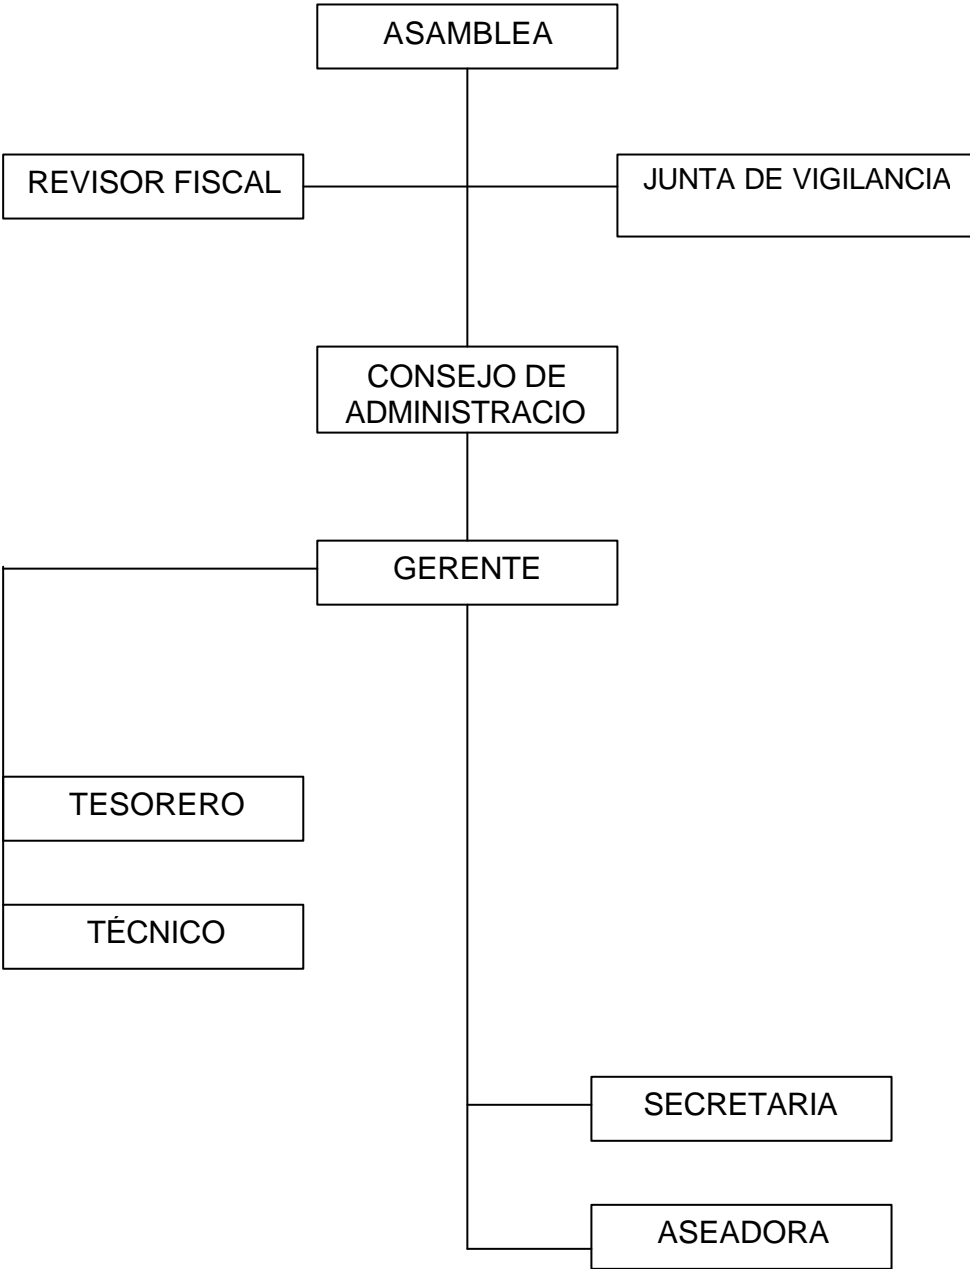 ASAMBLEA
REVISOR FISCAL
JUNTA DE VIGILANCIA
CONSEJO DE
ADMINISTRACIO
GERENTE
TESORERO
TÉCNICO
SECRETARIA
ASEADORA